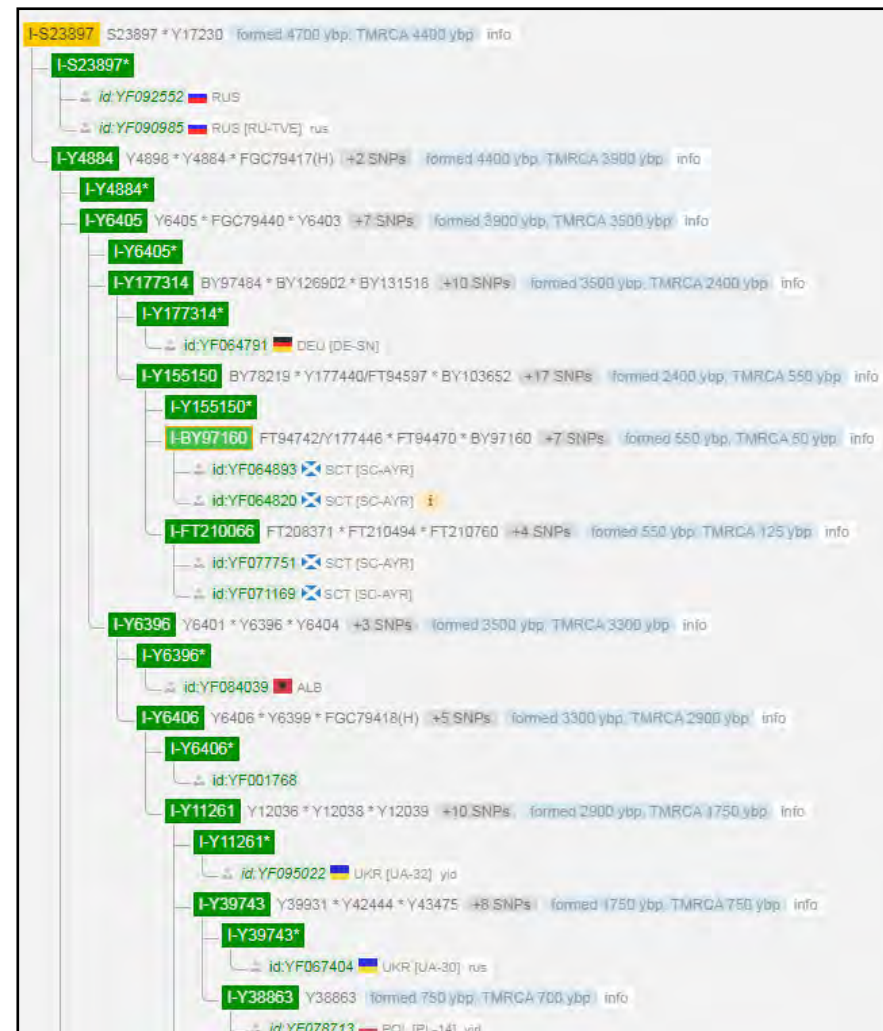 I-S23897 S23897 * Y17230 formed 4700 ybp, TMRCA 4400 ybp info
I-S23897*
id:YF092552 RUS
id:YF090985 RUS [RU-TVE] rus
I-Y4884 Y4898 * Y4884 * FGC79417(H) +2 SNPs formed 4400 ybp, TMRCA 3900 ybp info
I-Y4884*
I-Y6405 Y6405 * FGC79440 * Y6403 +7 SNPs formed 3900 ybp, TMRCA 3500 ybp info
I-Y6405*
I-Y177314 BY97484 * BY126902 * BY131518 +10 SNPs formed 3500 ybp, TMRCA 2400 ybp info
I-Y177314*
id:YF064791 DEU [DE-SN]
I-Y155150 BY78219 * Y177440/FT94597 * BY103652 +17 SNPs formed 2400 ybp, TMRCA 550 ybp info
I-Y155150*
I-BY97160 FT94742/Y177446 * FT94470 * BY97160 +7 SNPs formed 550 ybp, TMRCA 50 ybp info
id:YF064893 SCT [SC-AYR]
id:YF064820 SCT [SC-AYR] i
I-FT210066 FT208371 * FT210494 * FT210760 +4 SNPs formed 550 ybp, TMRCA 125 ybp info
id:YF077751 SCT [SC-AYR]
id:YF071169 SCT [SC-AYR]
I-Y6396 Y6401 * Y6396 * Y6404 +3 SNPs formed 3500 ybp, TMRCA 3300 ybp info
I-Y6396*
id:YF084039 ALB
I-Y6406 Y6406 * Y6399 * FGC79418(H) +5 SNPs formed 3300 ybp, TMRCA 2900 ybp info
I-Y6406*
id:YF001768
I-Y11261 Y12036 * Y12038 * Y12039 +10 SNPs formed 2900 ybp, TMRCA 1750 ybp info
I-Y11261*
id:YF095022 UKR [UA-32] yid
I-Y39743 Y39931 * Y42444 * Y43475 +8 SNPs formed 1750 ybp, TMRCA 750 ybp info
I-Y39743*
id:YF067404 UKR [UA-30] rus
I-Y38863 Y38863 formed 750 ybp, TMRCA 700 ybp info
id:YF078713 POL [PL-14] yid